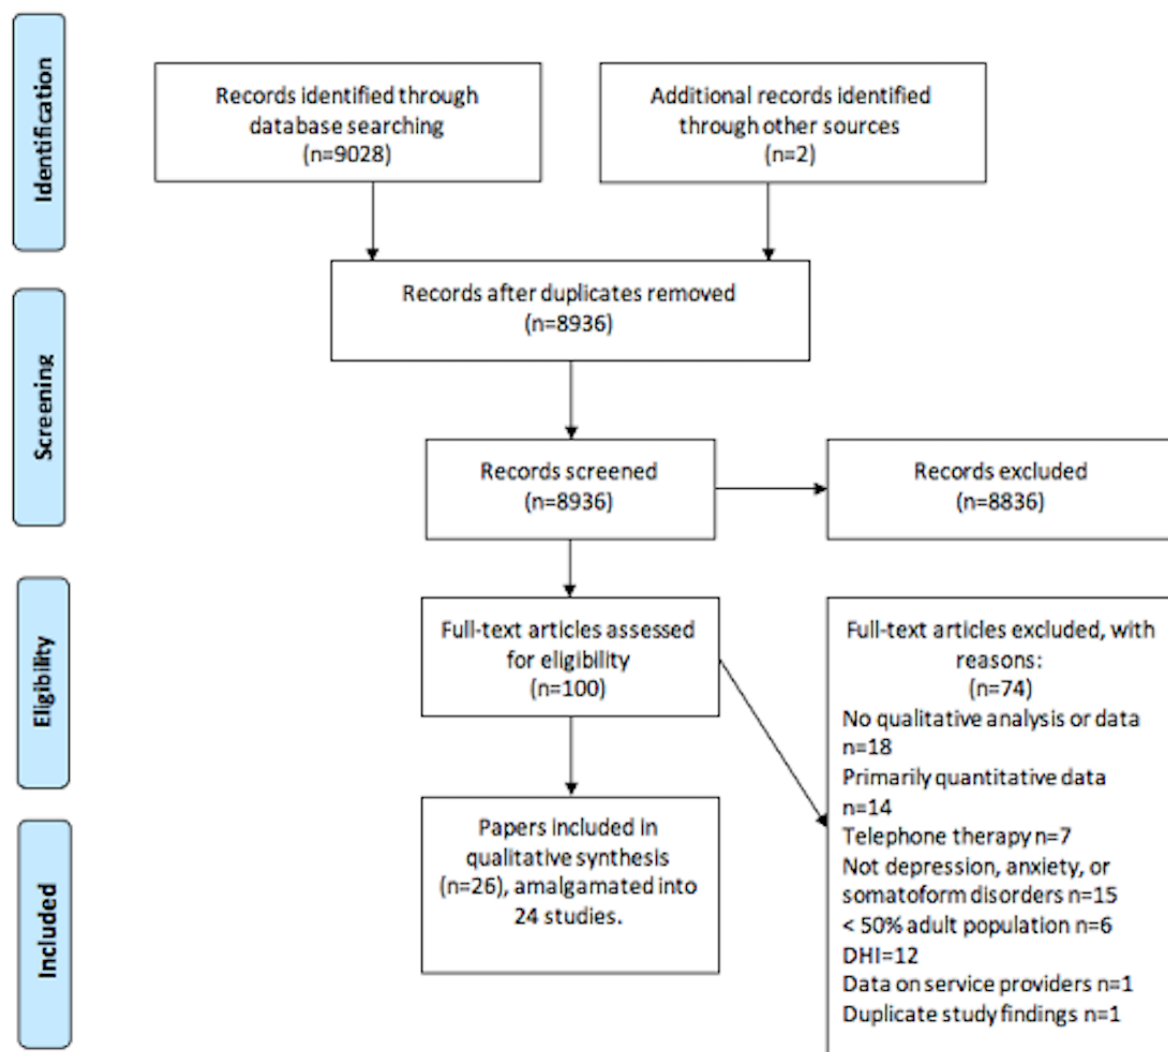 Identification
Records identified through
database searching
(n=9028)
Additional records identified
through other sources
(n=2)
Records after duplicates removed
(n=8936)
Screening
Records screened
(n=8936)
Records excluded
(n=8836)
Eligibility
Full-text articles assessed
for eligibility
(n=100)
Full-text articles excluded, with
reasons:
(n=74)
No qualitative analysis or data
n=18
Primarily quantitative data
n=14
Telephone therapy n=7
Not depression, anxiety, or
somatoform disorders n=15
< 50% adult population n=6
DHI=12
Data on service providers n=1
Duplicate study findings n=1
Included
Papers included in
qualitative synthesis
(n=26), amalgamated into
24 studies.